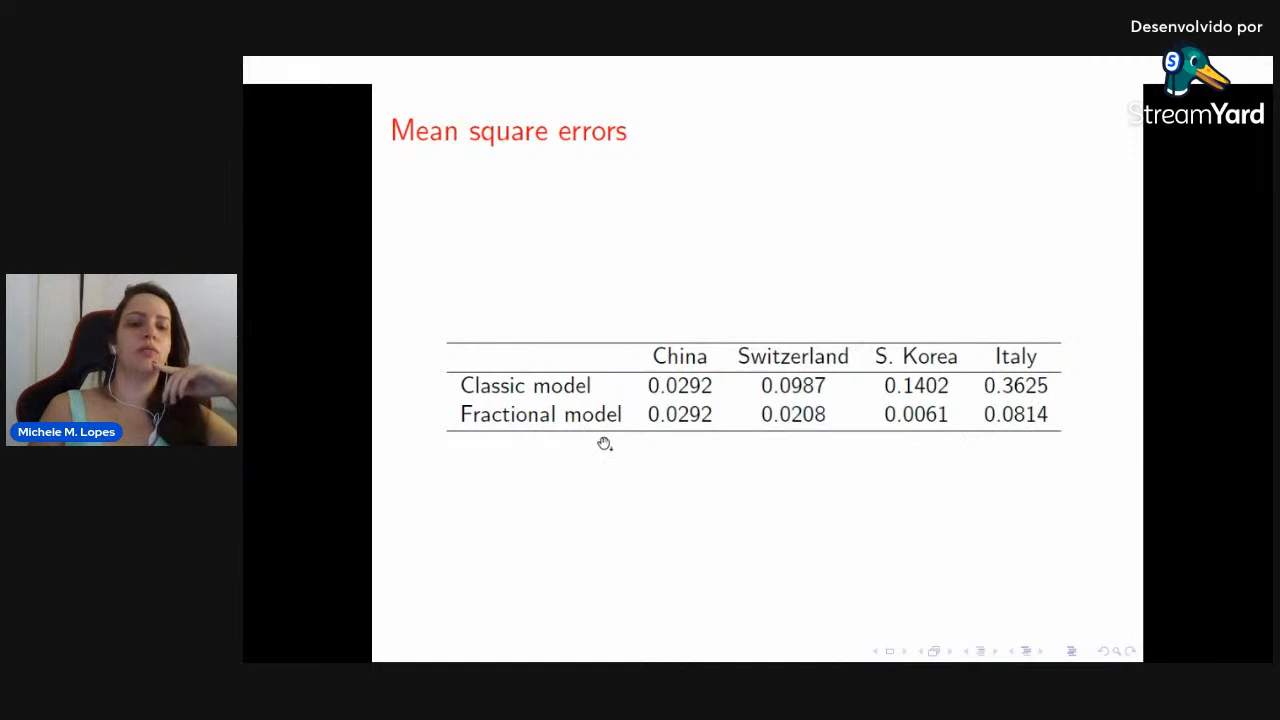 Desenvolvido por
S
StreamYard
Mean square errors
China Switzerland S. Korea Italy
Classic model 0.0292 0.0987 0.1402 0.3625
Fractional model 0.0292 0.0208 0.0061 0.0814
Michele M. Lopes